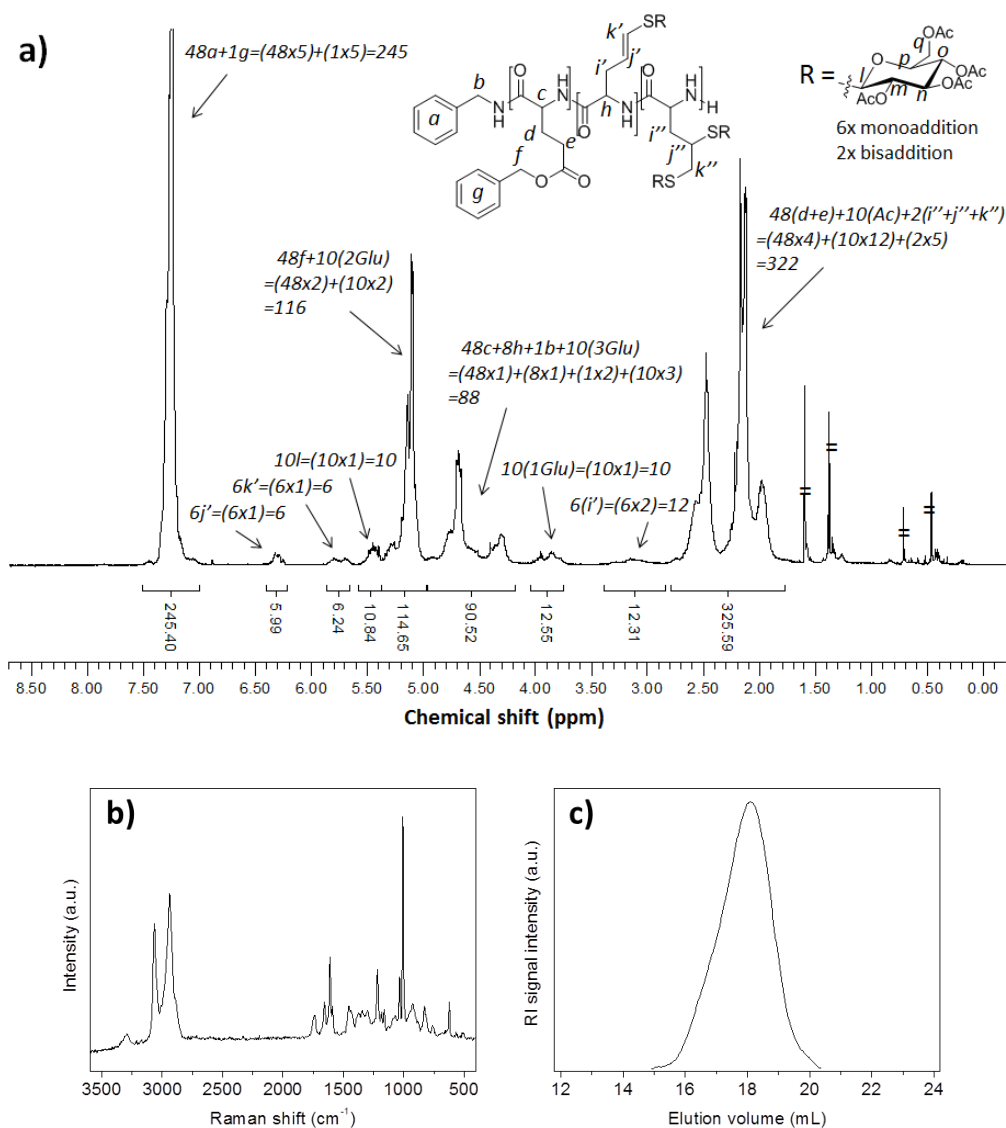 a)
48a+1g=(48x5)+(1x5)=245
b
a
O
N
H
c
d
e
f
g
O
O
H
N
O
h
i'
j'
k'
SR
N
H
O
H
N
H
i''
j''
k''
SR
RS
R =
OAc
q
O
l
p
o
m
n
OAc
OAc
AcO
6x monoaddition
2x bisaddition
48(d+e)+10(Ac)+2(i''+j''+k'')
=(48x4)+(10x12)+(2x5)
=322
48f+10(2Glu)
=(48x2)+(10x2)
=116
48c+8h+1b+10(3Glu)
=(48x1)+(8x1)+(1x2)+(10x3)
=88
10l=(10x1)=10
6k'=(6x1)=6
6j'=(6x1)=6
10(1Glu)=(10x1)=10
6(i')=(6x2)=12
= = = =
245.40 5.99 6.24 10.84 114.65 90.52 12.55 12.31 325.59
8.50 8.00 7.50 7.00 6.50 6.00 5.50 5.00 4.50 4.00 3.50 3.00 2.50 2.00 1.50 1.00 0.50 0.00
Chemical shift (ppm)
b)
Intensity (a.u.)
3500 3000 2500 2000 1500 1000 500
Raman shift (cm-1)
c)
RI signal intensity (a.u.)
12 14 16 18 20 22 24
Elution volume (mL)